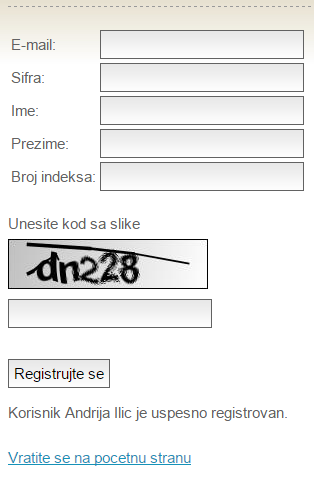 E-mail:
Sifra:
Ime:
Prezime:
Broj indeksa:
Unesite kod sa slike
dn228
Registrujte se
Korisnik Andrija Ilic je uspesno registrovan.
Vratite se na pocetnu stranu